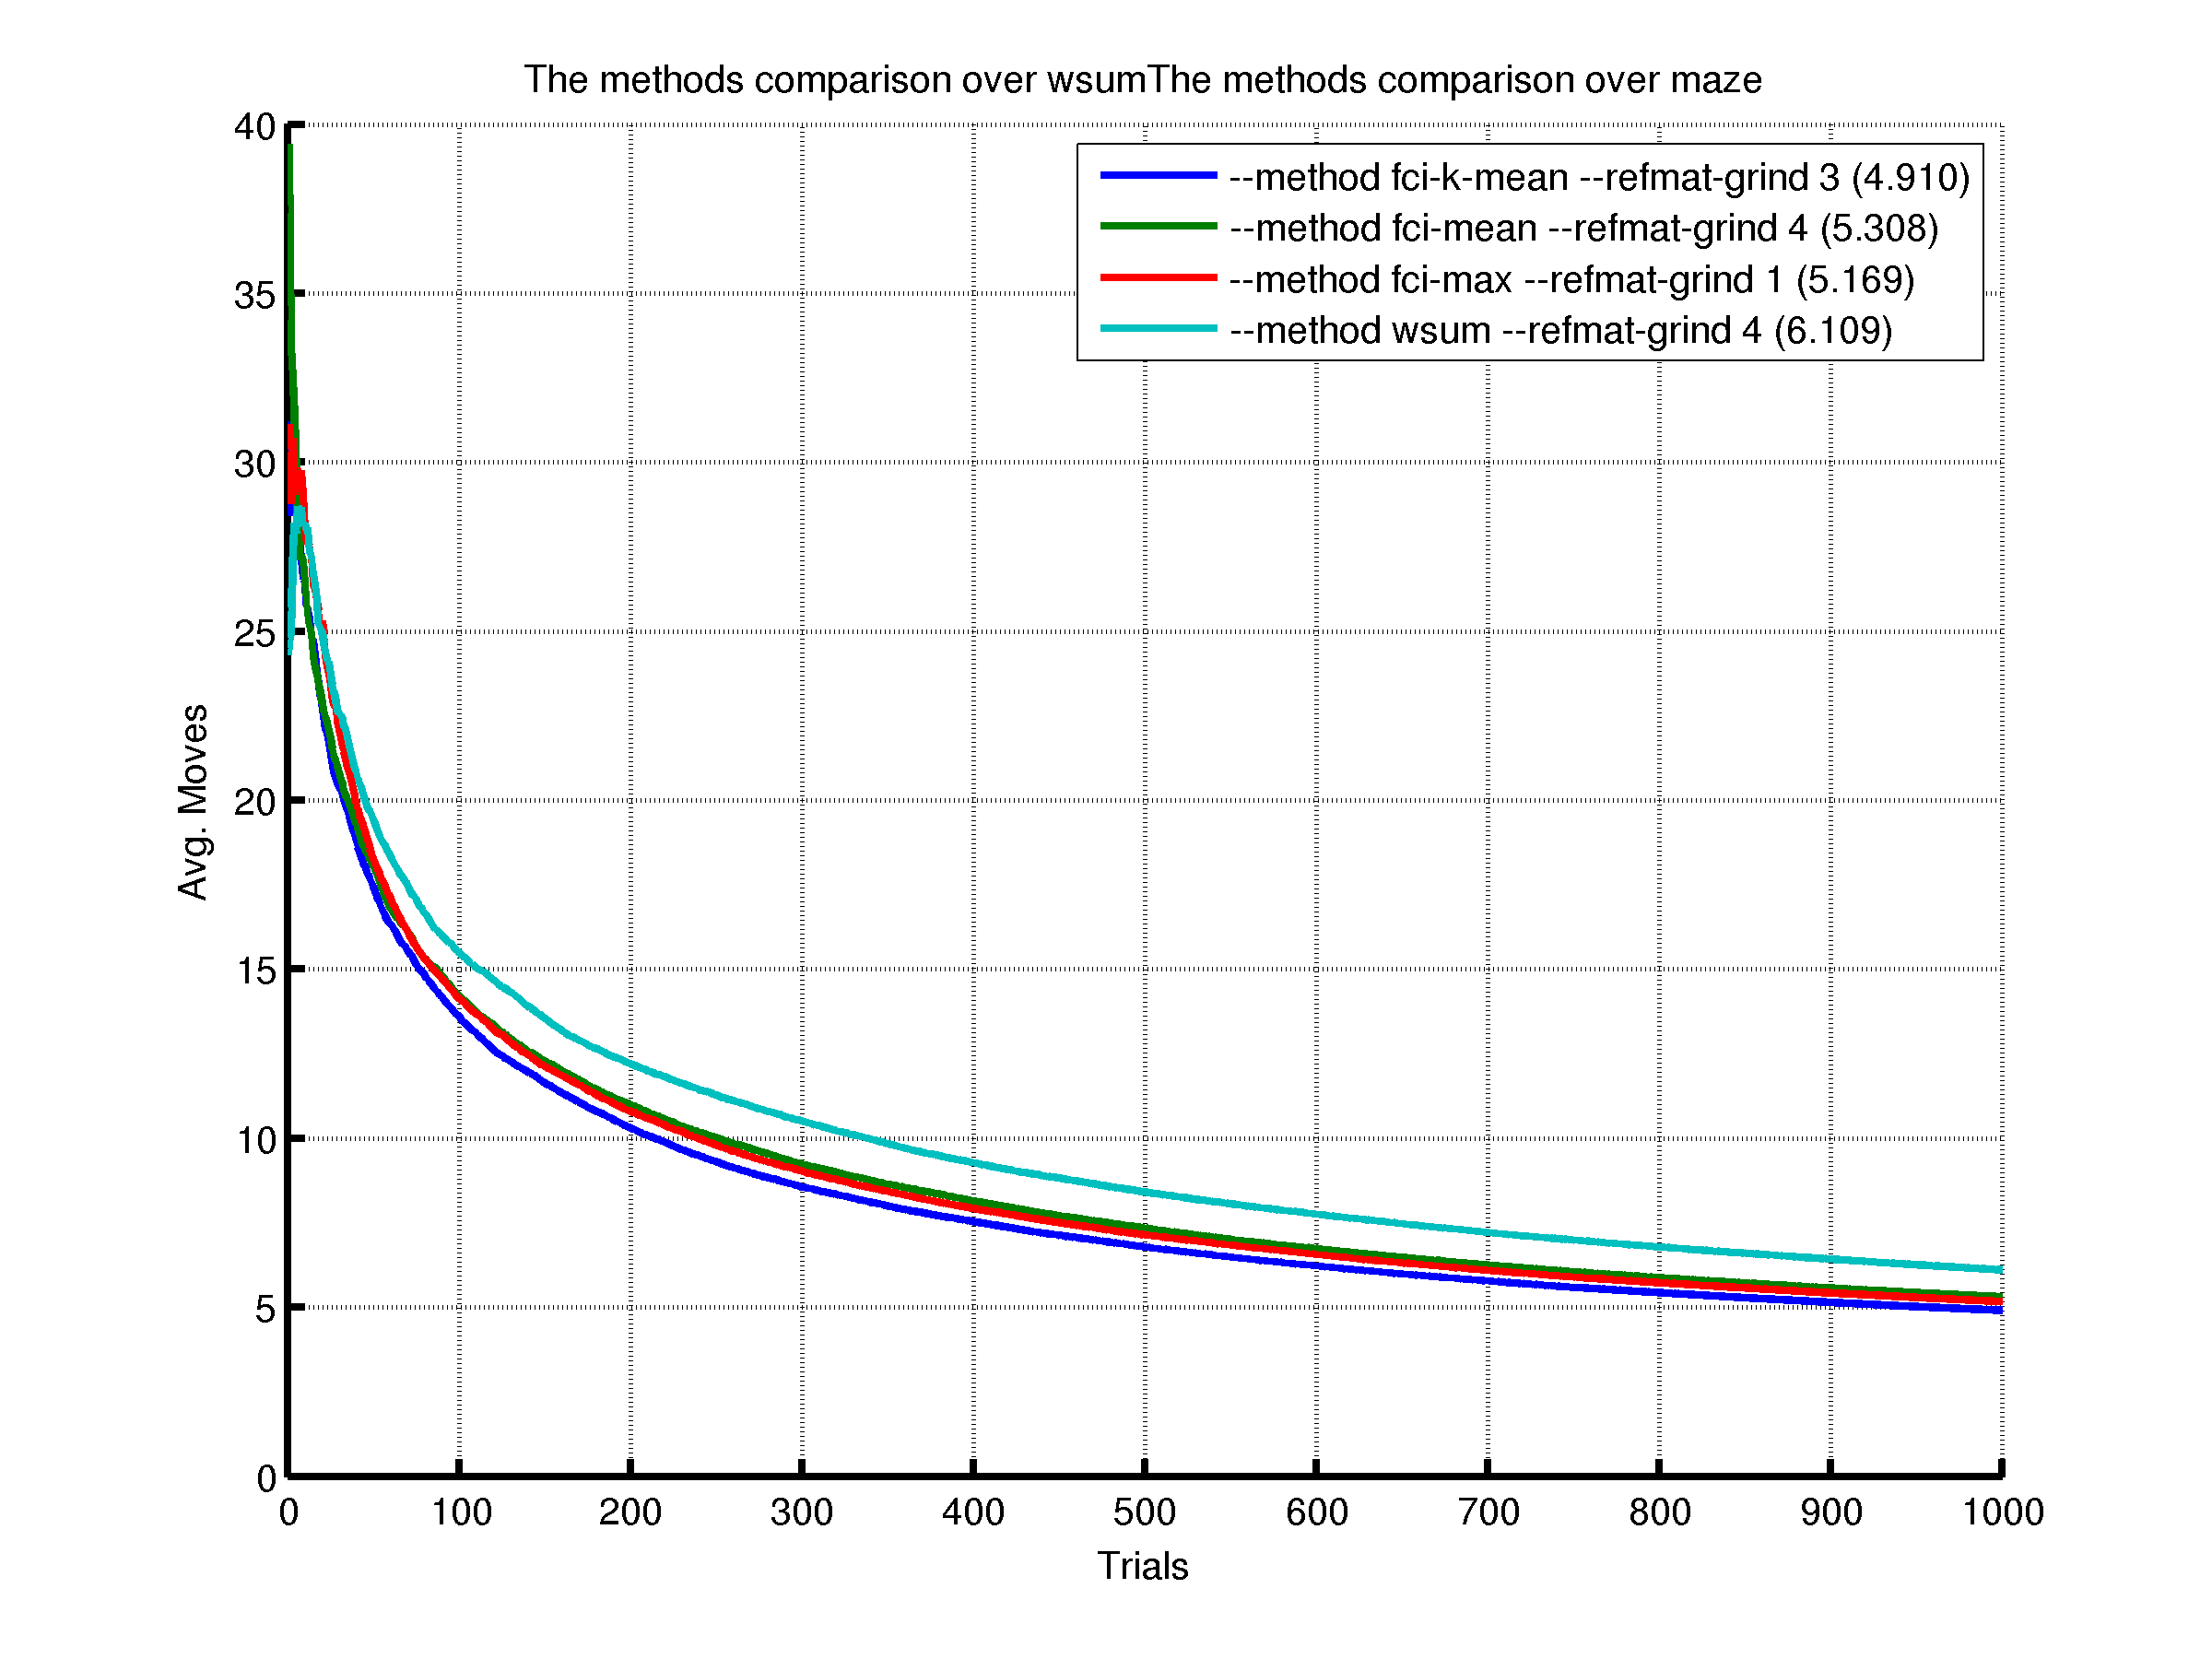 The methods comparison over wsumThe methods comparison over maze
40
35
30
25
20
15
10
5
0
Avg. Moves
--method fci-k-mean --refmat-grind 3 (4.910)
--method fci-mean --refmat-grind 4 (5.308)
--method fci-max --refmat-grind 1 (5.169)
--method wsum --refmat-grind 4 (6.109)
0 100 200 300 400 500 600 700 800 900 1000
Trials